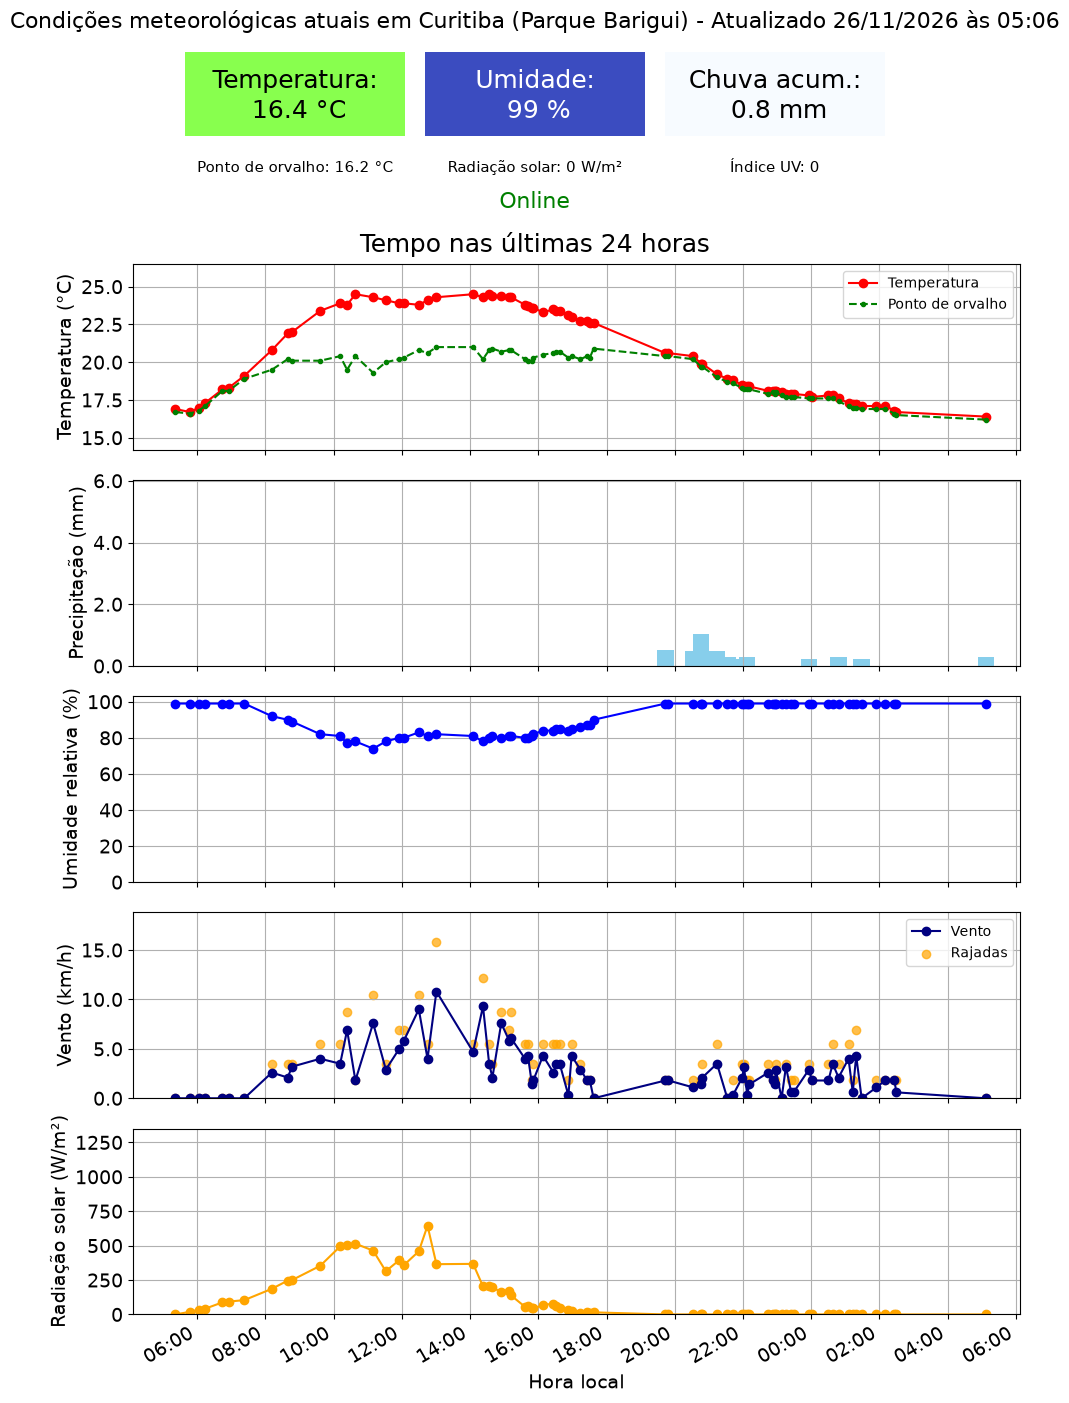 Condições meteorológicas atuais em Curitiba (Parque Barigui) - Atualizado 26/11/2026 às 05:06
Temperatura:
16.4 °C
Umidade:
99 %
Chuva acum.:
0.8 mm
Ponto de orvalho: 16.2 °C
Radiação solar: 0 W/m²
Índice UV: 0
Online
Tempo nas últimas 24 horas
Temperatura (°C)
25.0
22.5
20.0
17.5
15.0
Temperatura
Ponto de orvalho
Precipitação (mm)
6.0
4.0
2.0
0.0
Umidade relativa (%)
100
80
60
40
20
0
Vento (km/h)
15.0
10.0
5.0
0.0
Vento
Rajadas
Radiação solar (W/m²)
1250
1000
750
500
250
0
06:00
08:00
10:00
12:00
14:00
16:00
18:00
20:00
22:00
00:00
02:00
04:00
06:00
Hora local